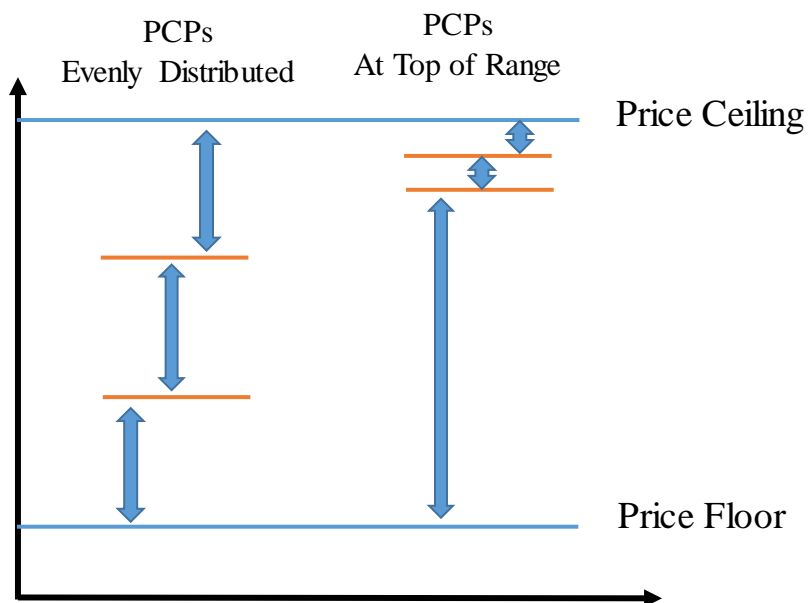 PCPs
Evenly Distributed
PCPs
At Top of Range
Price Ceiling
Price Floor